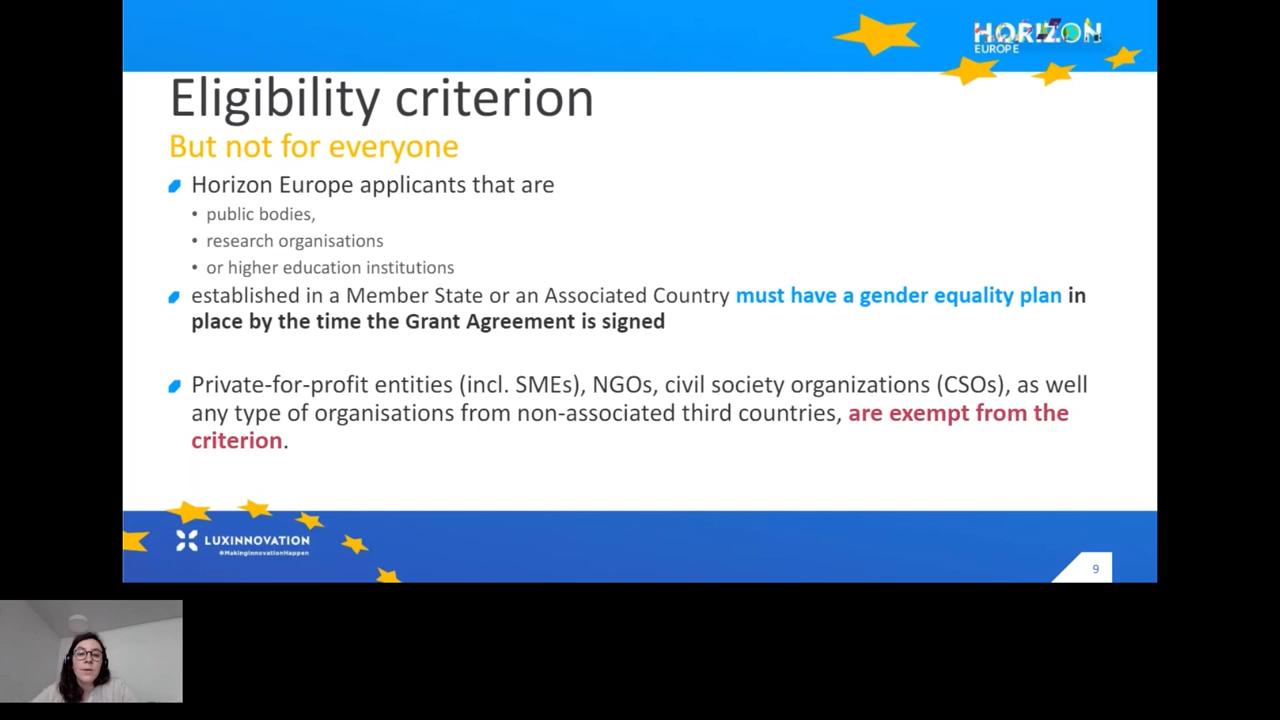 HORIZON
EUROPE
Eligibility criterion
But not for everyone
Horizon Europe applicants that are
• public bodies,
• research organisations
• or higher education institutions
established in a Member State or an Associated Country must have a gender equality plan in
place by the time the Grant Agreement is signed
Private-for-profit entities (incl. SMEs), NGOs, civil society organizations (CSOs), as well
any type of organisations from non-associated third countries, are exempt from the
criterion.
LUXINNOVATION
#MakingInnovationHappen
9